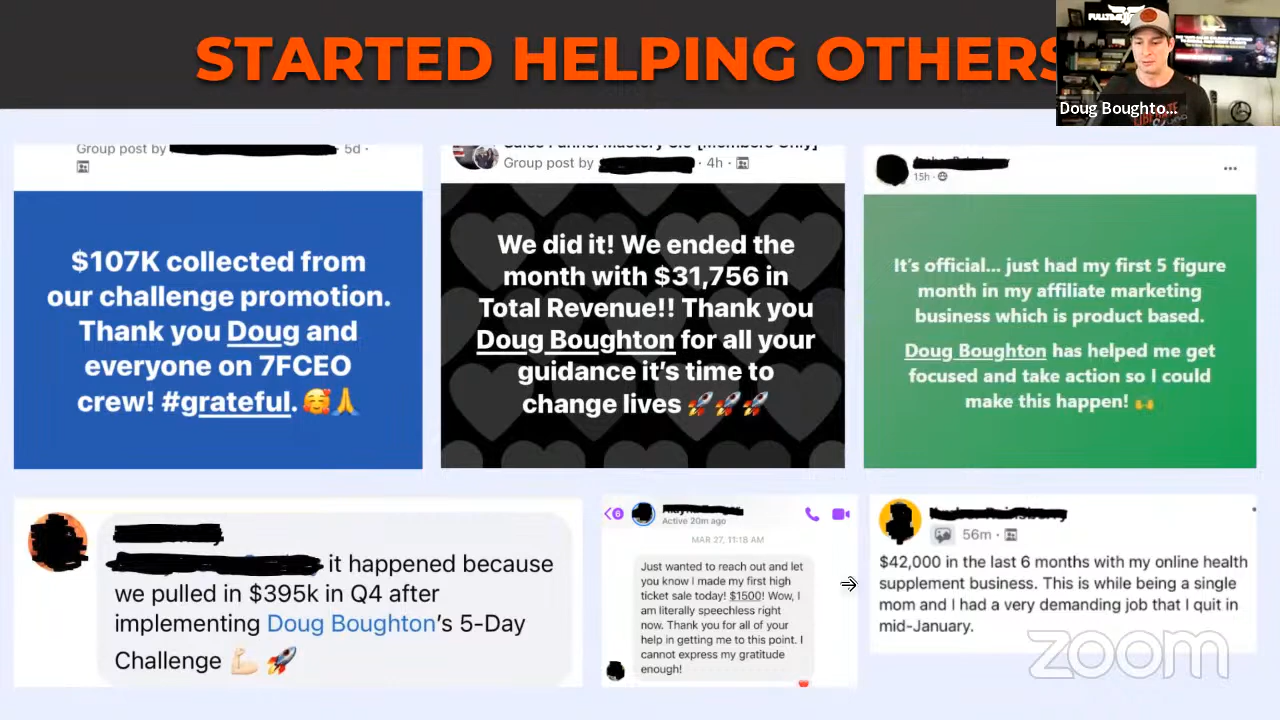 STARTED HELPING OTHERS
Doug Boughto...
Group post by
5d ·
$107K collected from
our challenge promotion.
Thank you Doug and
everyone on 7FCEO
crew! #grateful. 🥰🙏
Group post by
· 4h ·
We did it! We ended the
month with $31,756 in
Total Revenue!! Thank you
Doug Boughton for all your
guidance it's time to
change lives 🚀🚀🚀
15h ·
It's official... just had my first 5 figure
month in my affiliate marketing
business which is product based.
Doug Boughton has helped me get
focused and take action so I could
make this happen! 🙌
it happened because
we pulled in $395k in Q4 after
implementing Doug Boughton's 5-Day
Challenge 💪🏻 🚀
6
Active 20m ago
MAR 27, 11:18 AM
Just wanted to reach out and let
you know I made my first high
ticket sale today! $1500! Wow, I
am literally speechless right
now. Thank you for all of your
help in getting me to this point. I
cannot express my gratitude
enough!
56m ·
$42,000 in the last 6 months with my online health
supplement business. This is while being a single
mom and I had a very demanding job that I quit in
mid-January.
zoom